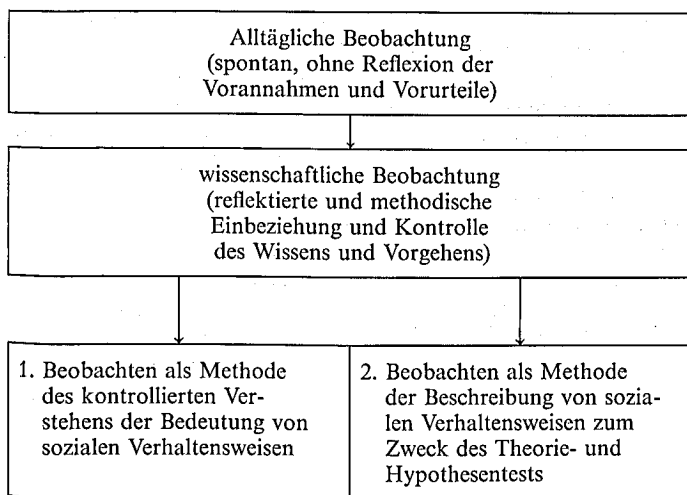 Alltägliche Beobachtung
(spontan, ohne Reflexion der
Vorannahmen und Vorurteile)
wissenschaftliche Beobachtung
(reflektierte und methodische
Einbeziehung und Kontrolle
des Wissens und Vorgehens)
1. Beobachten als Methode
des kontrollierten Ver-
stehens der Bedeutung von
sozialen Verhaltensweisen
2. Beobachten als Methode
der Beschreibung von sozia-
len Verhaltensweisen zum
Zweck des Theorie- und
Hypothesentests